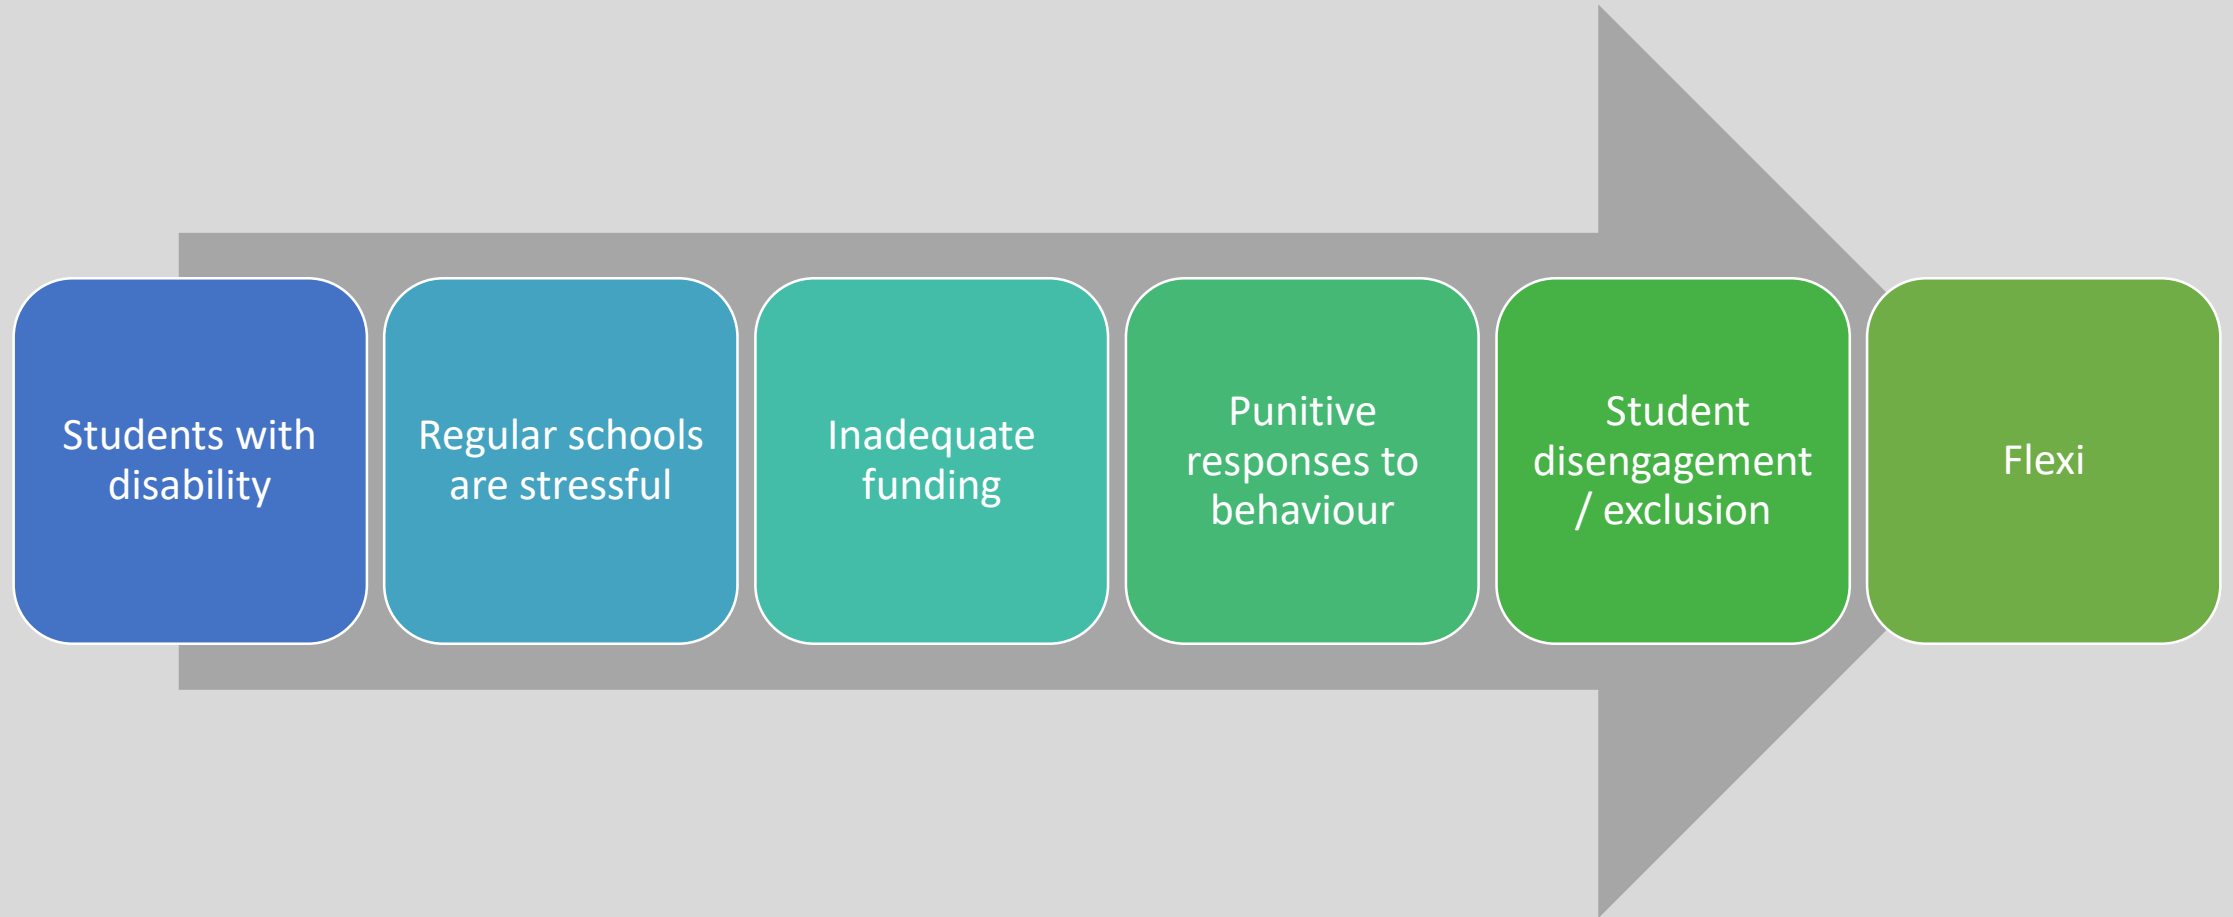 Students with
disability
Regular schools
are stressful
Inadequate
funding
Punitive
responses to
behaviour
Student
disengagement
/ exclusion
Flexi